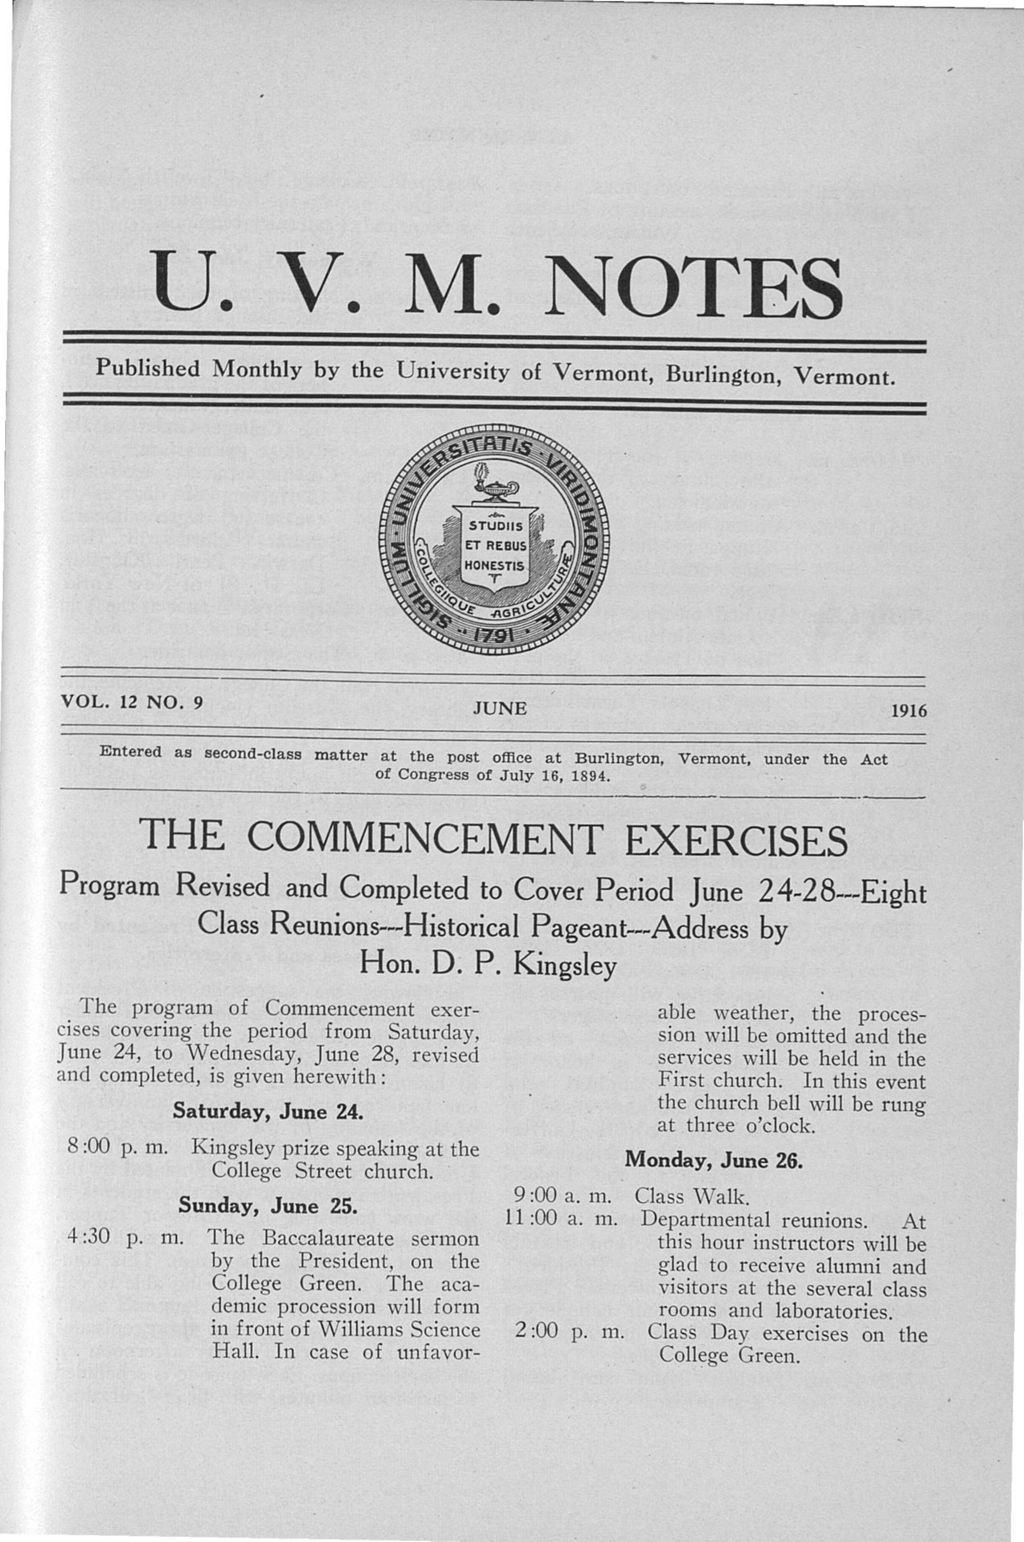 U. V. M. NOTES
Published Monthly by the University of Vermont, Burlington, Vermont.
SIGILLUM · UNIVERSITATIS · VIRIDIMONTANÆ
COLLEGIIQUE AGRICULTURÆ
STUDIIS
ET REBUS
HONESTIS
1791
VOL. 12 NO. 9 JUNE 1916
Entered as second-class matter at the post office at Burlington, Vermont, under the Act
of Congress of July 16, 1894.
THE COMMENCEMENT EXERCISES
Program Revised and Completed to Cover Period June 24-28---Eight
Class Reunions---Historical Pageant---Address by
Hon. D. P. Kingsley
The program of Commencement exer-
cises covering the period from Saturday,
June 24, to Wednesday, June 28, revised
and completed, is given herewith:
Saturday, June 24.
8:00 p. m. Kingsley prize speaking at the
College Street church.
Sunday, June 25.
4:30 p. m. The Baccalaureate sermon
by the President, on the
College Green. The aca-
demic procession will form
in front of Williams Science
Hall. In case of unfavor-
able weather, the proces-
sion will be omitted and the
services will be held in the
First church. In this event
the church bell will be rung
at three o'clock.
Monday, June 26.
9:00 a. m. Class Walk.
11:00 a. m. Departmental reunions. At
this hour instructors will be
glad to receive alumni and
visitors at the several class
rooms and laboratories.
2:00 p. m. Class Day exercises on the
College Green.